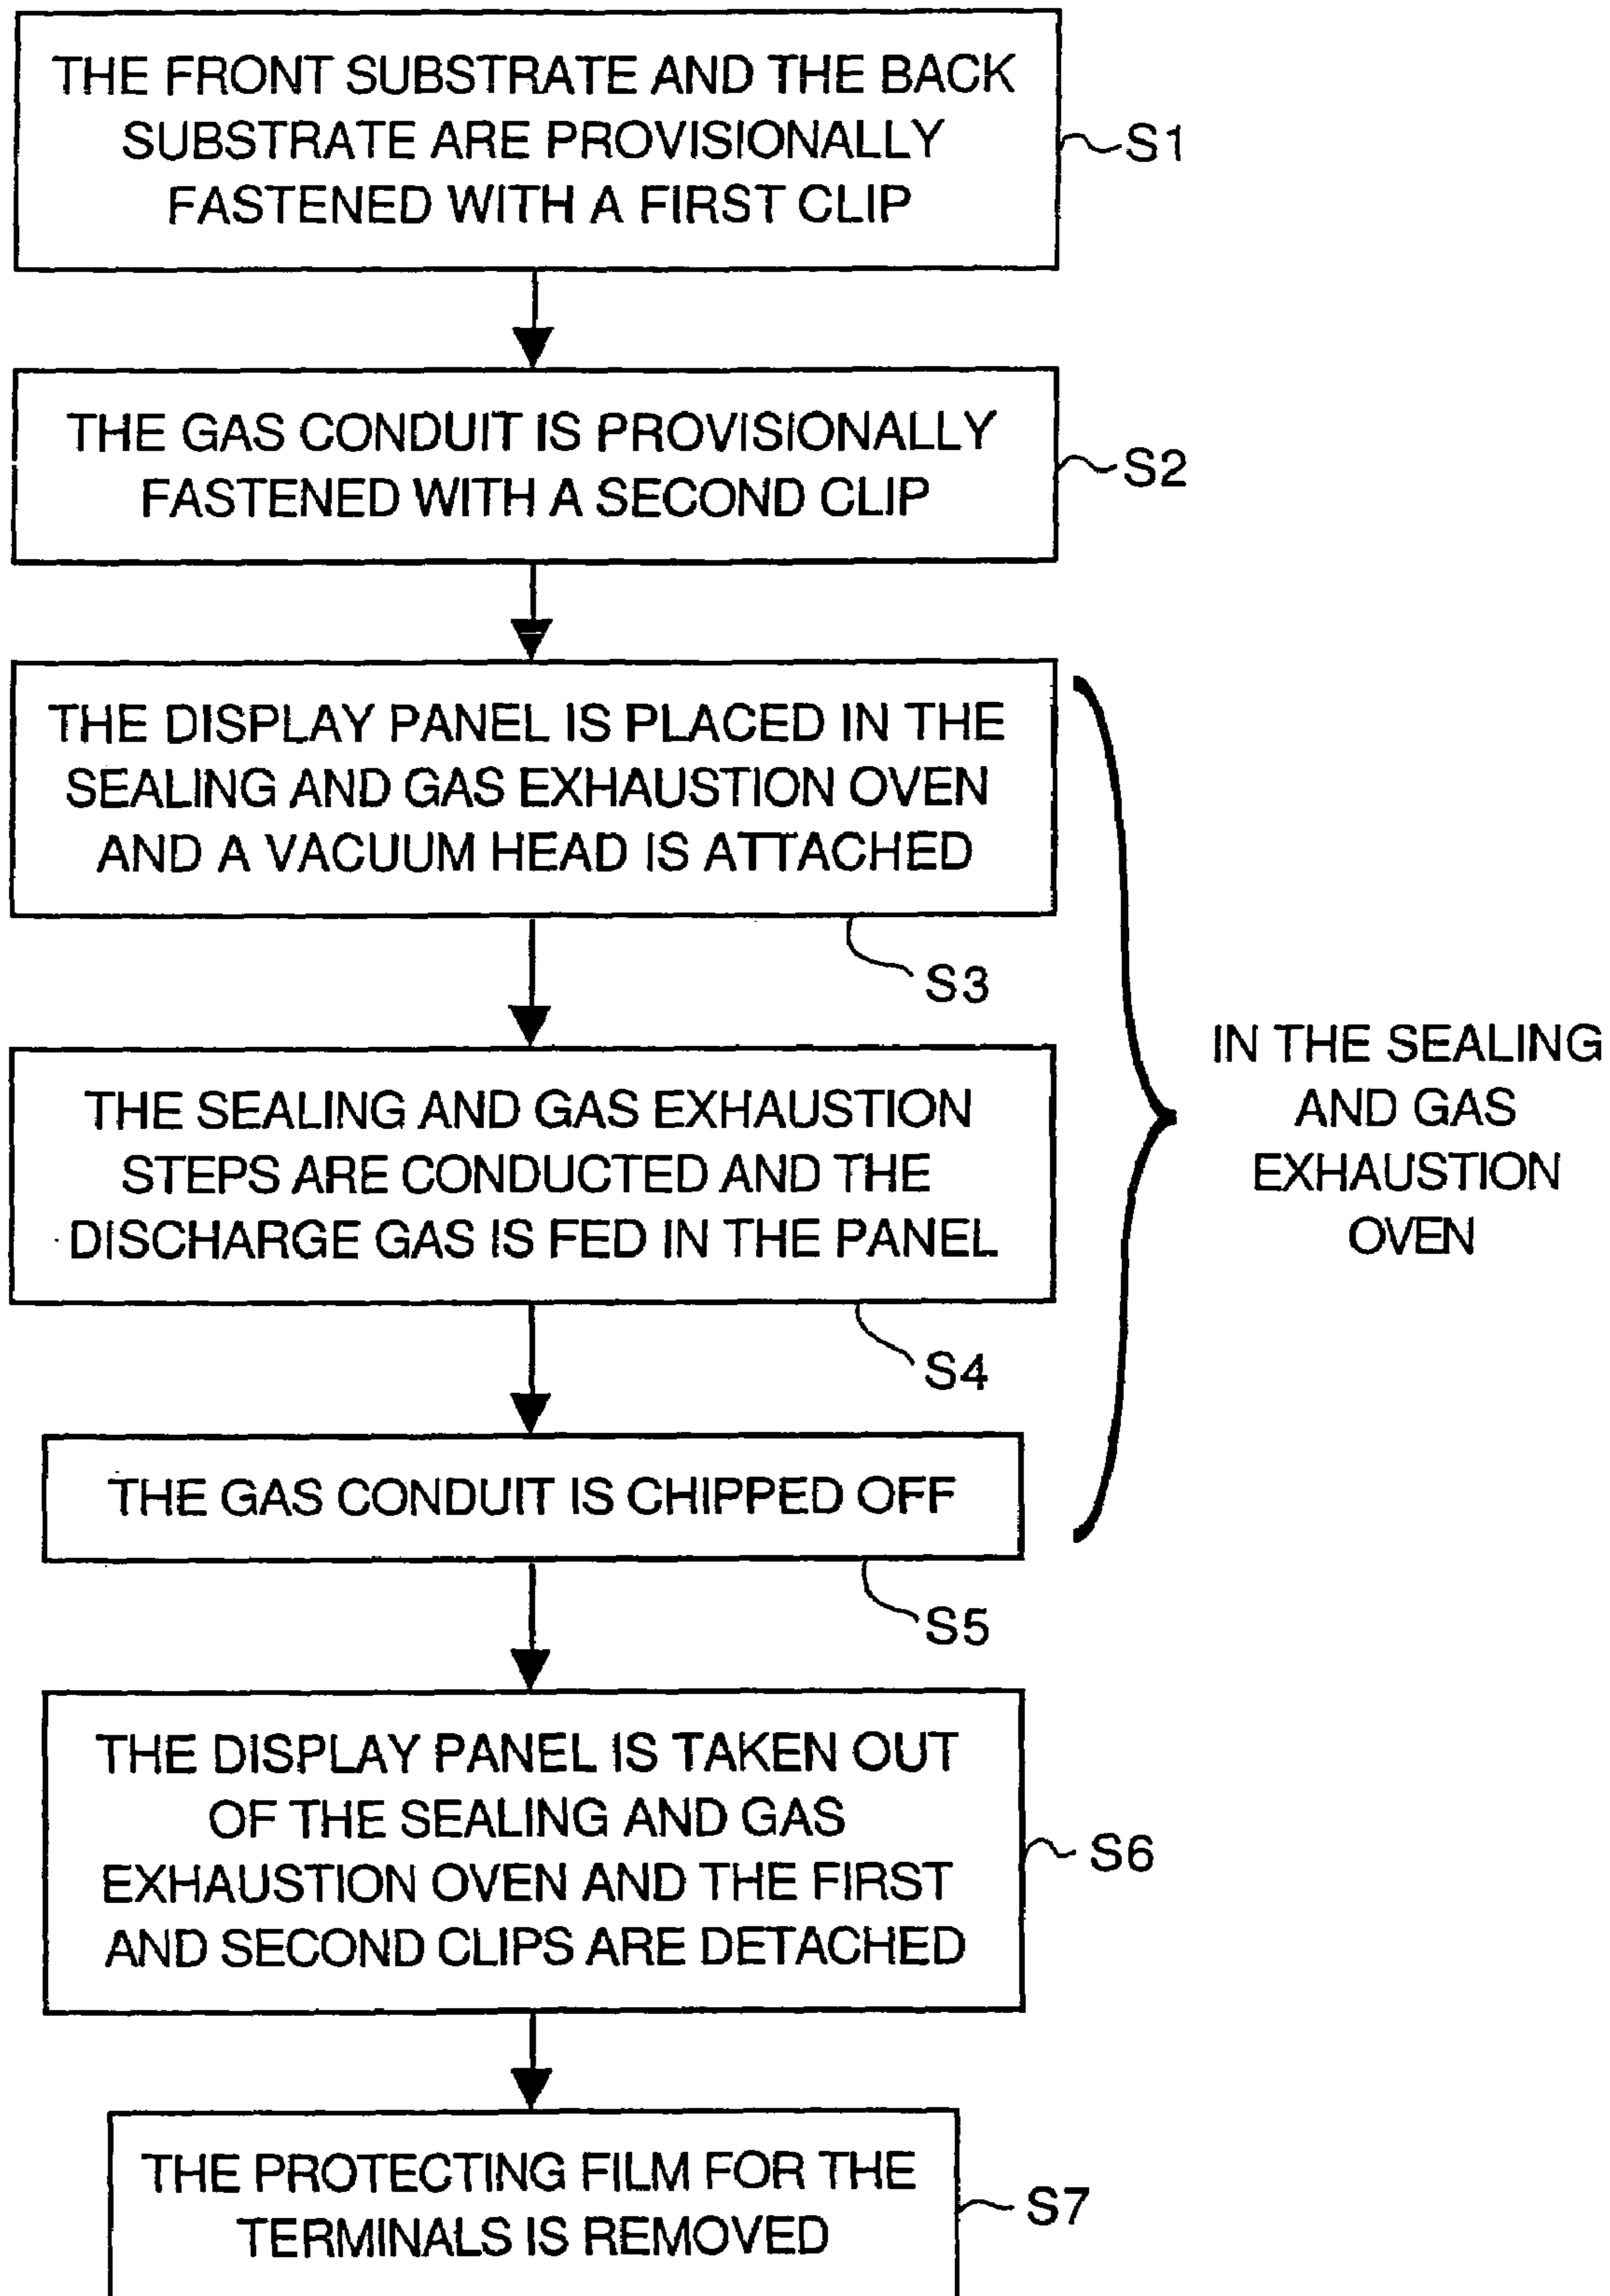 THE FRONT SUBSTRATE AND THE BACK
SUBSTRATE ARE PROVISIONALLY
FASTENED WITH A FIRST CLIP
S1
THE GAS CONDUIT IS PROVISIONALLY
FASTENED WITH A SECOND CLIP
S2
THE DISPLAY PANEL IS PLACED IN THE
SEALING AND GAS EXHAUSTION OVEN
AND A VACUUM HEAD IS ATTACHED
S3
THE SEALING AND GAS EXHAUSTION
STEPS ARE CONDUCTED AND THE
DISCHARGE GAS IS FED IN THE PANEL
S4
THE GAS CONDUIT IS CHIPPED OFF
S5
IN THE SEALING
AND GAS
EXHAUSTION
OVEN
THE DISPLAY PANEL IS TAKEN OUT
OF THE SEALING AND GAS
EXHAUSTION OVEN AND THE FIRST
AND SECOND CLIPS ARE DETACHED
S6
THE PROTECTING FILM FOR THE
TERMINALS IS REMOVED
S7